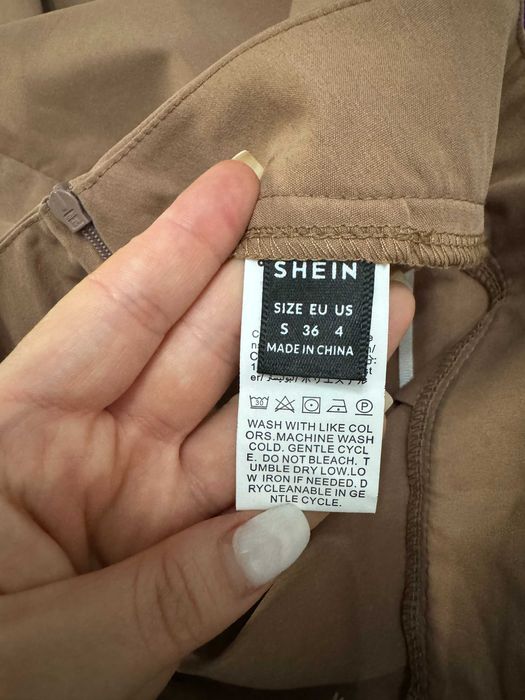 SHEIN
SIZE EU US
S 36 4
MADE IN CHINA
30
P
WASH WITH LIKE COL
ORS.MACHINE WASH
COLD. GENTLE CYCL
E. DO NOT BLEACH. T
UMBLE DRY LOW.LO
W IRON IF NEEDED. D
RYCLEANABLE IN GE
NTLE CYCLE.